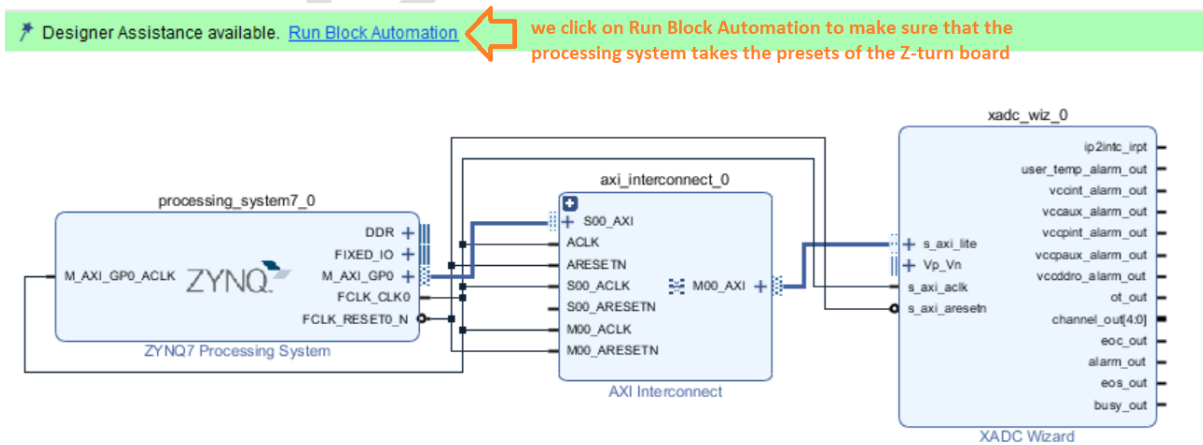 Designer Assistance available. Run Block Automation
we click on Run Block Automation to make sure that the
processing system takes the presets of the Z-turn board
processing_system7_0
DDR
FIXED_IO
M_AXI_GP0_ACLK
ZYNQ
M_AXI_GP0
FCLK_CLK0
FCLK_RESET0_N
ZYNQ7 Processing System
axi_interconnect_0
S00_AXI
ACLK
ARESETN
S00_ACLK
M00_AXI
S00_ARESETN
M00_ACLK
M00_ARESETN
AXI Interconnect
xadc_wiz_0
s_axi_lite
Vp_Vn
s_axi_aclk
s_axi_aresetn
ip2intc_irpt
user_temp_alarm_out
vccint_alarm_out
vccaux_alarm_out
vccpint_alarm_out
vccpaux_alarm_out
vccddro_alarm_out
ot_out
channel_out[4:0]
eoc_out
alarm_out
eos_out
busy_out
XADC Wizard